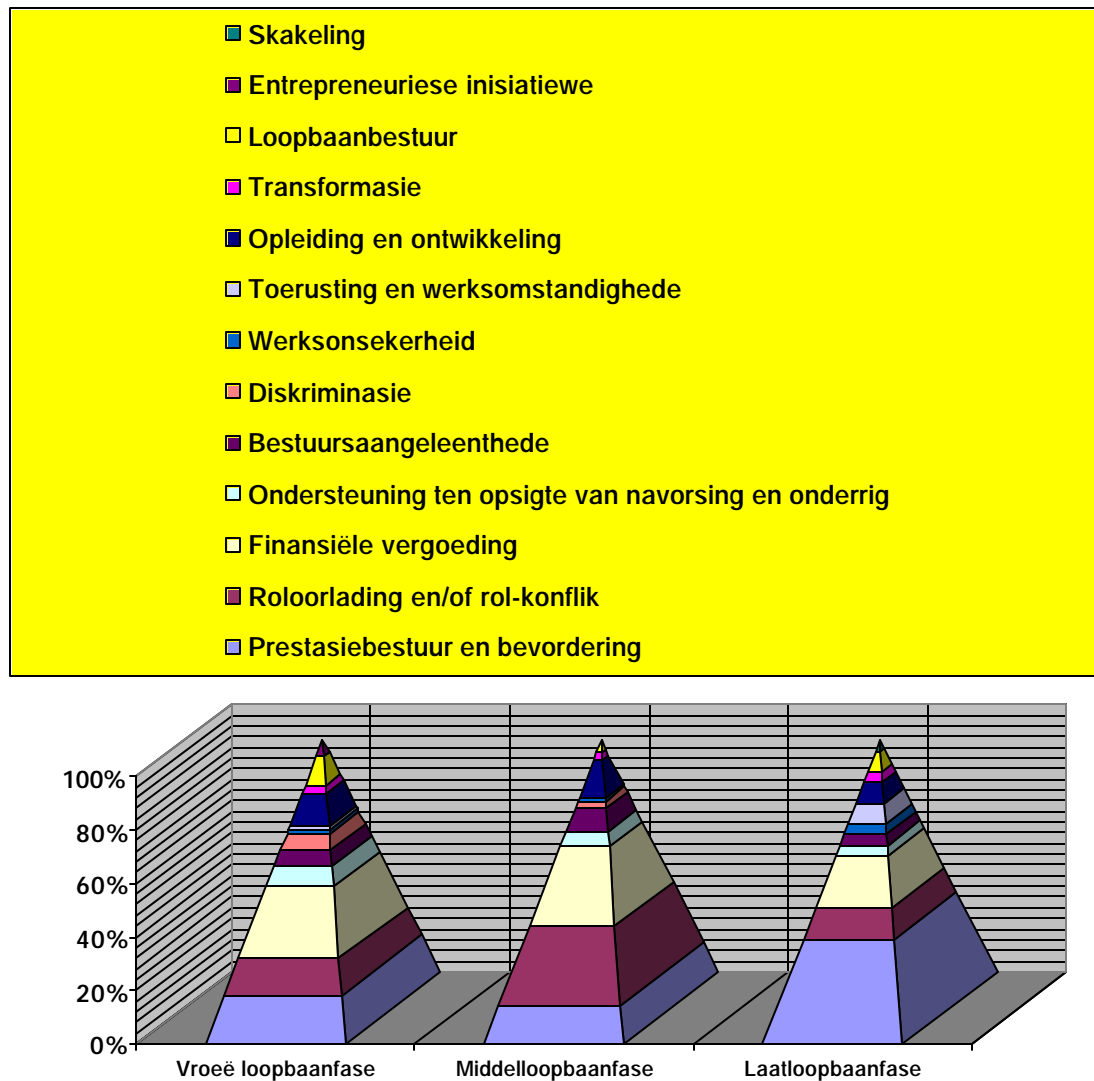 Skakeling
Entrepreneuriese inisiatiewe
Loopbaanbestuur
Transformasie
Opleiding en ontwikkeling
Toerusting en werksomstandighede
Werksonsekerheid
Diskriminasie
Bestuursaangeleenthede
Ondersteuning ten opsigte van navorsing en onderrig
Finansiële vergoeding
Roloorlading en/of rol-konflik
Prestasiebestuur en bevordering
100%
80%
60%
40%
20%
0%
Vroeë loopbaanfase Middelloopbaanfase Laatloopbaanfase